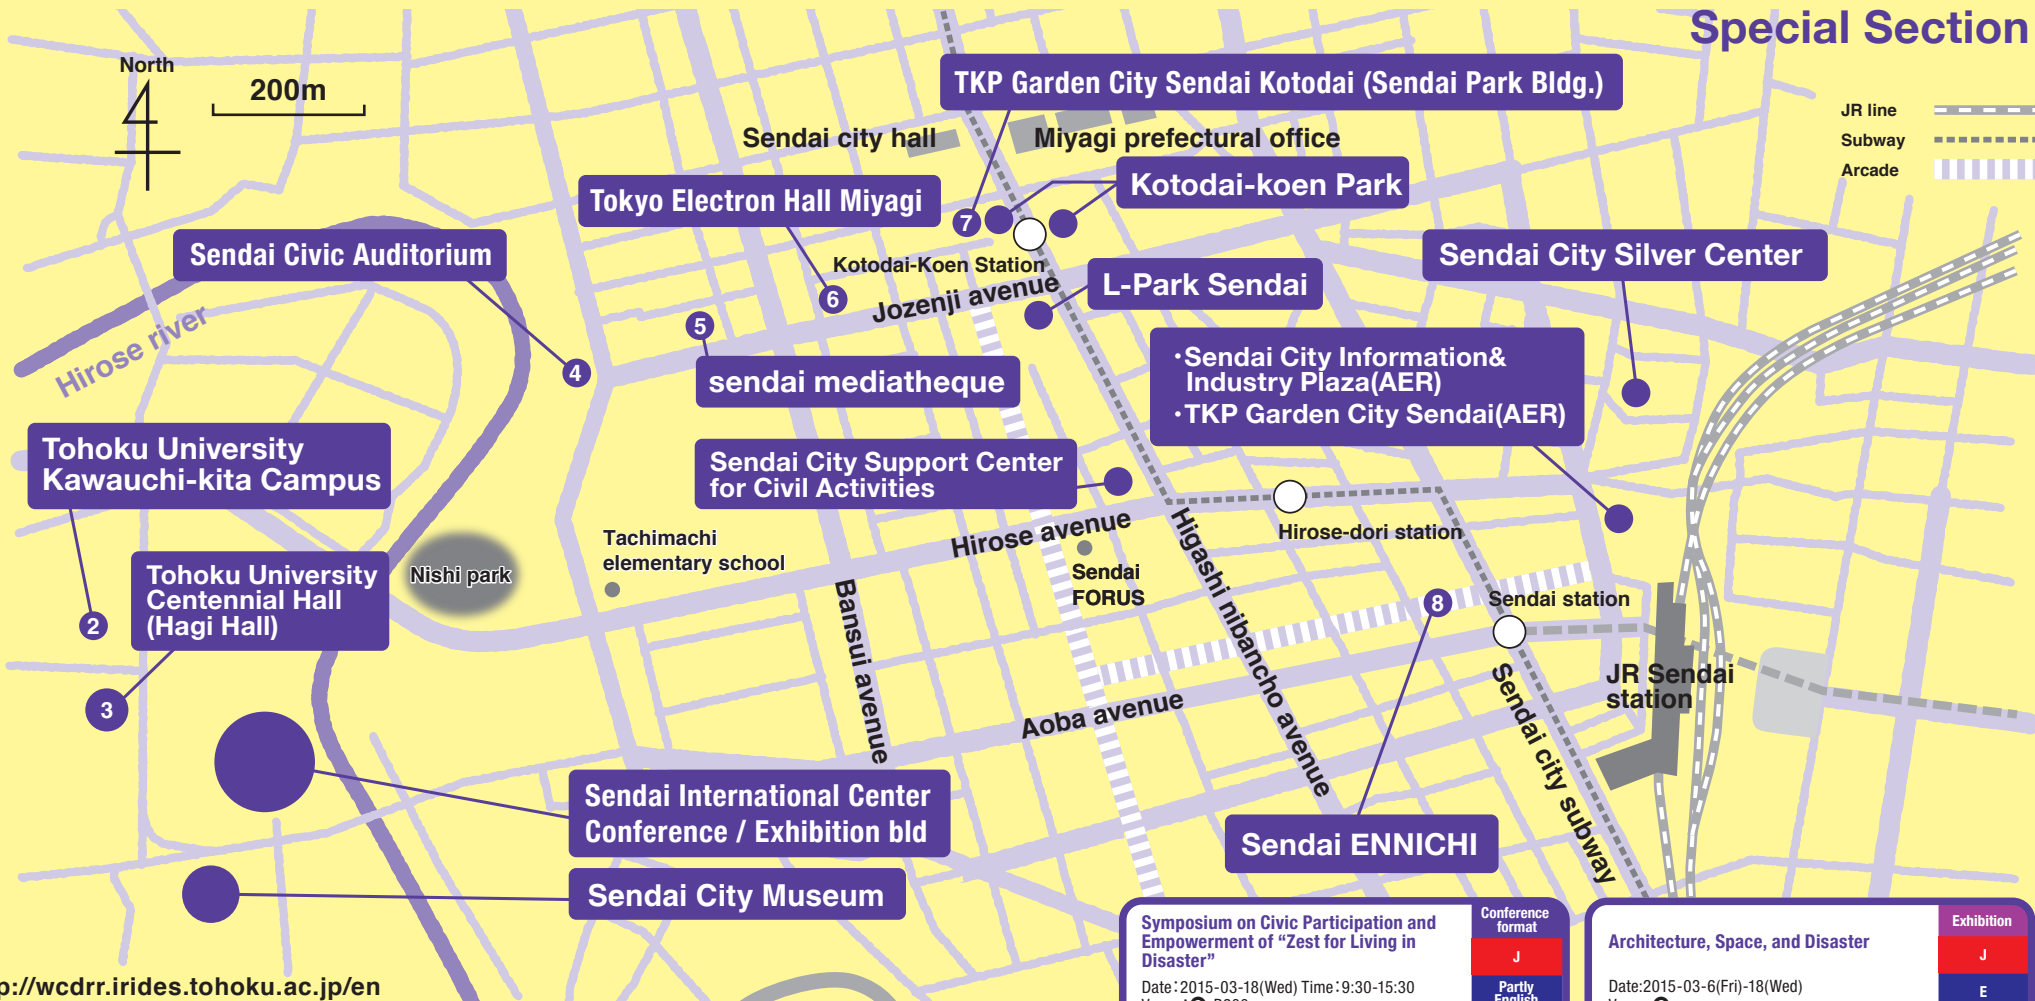 Special Section
North
200m
JR line
Subway
Arcade
TKP Garden City Sendai Kotodai (Sendai Park Bldg.)
Sendai city hall
Miyagi prefectural office
Tokyo Electron Hall Miyagi
Kotodai-koen Park
7
Sendai Civic Auditorium
Kotodai-Koen Station
Sendai City Silver Center
L-Park Sendai
6
Jozenji avenue
5
Hirose river
4
sendai mediatheque
・Sendai City Information&
Industry Plaza(AER)
・TKP Garden City Sendai(AER)
Tohoku University
Kawauchi-kita Campus
Sendai City Support Center
for Civil Activities
Hirose avenue
Hirose-dori station
Tachimachi
elementary school
Nishi park
Tohoku University
Centennial Hall
(Hagi Hall)
Sendai
FORUS
Bansui avenue
Higashi nibancho avenue
8
Sendai station
2
3
JR Sendai
station
Aoba avenue
Sendai city subway
Sendai International Center
Conference / Exhibition bld
Sendai ENNICHI
Sendai City Museum
p://wcdrr.irides.tohoku.ac.jp/en
Symposium on Civic Participation and
Empowerment of “Zest for Living in
Disaster”
Conference
format
J
Partly
English
Date:2015-03-18(Wed) Time:9:30-15:30
Architecture, Space, and Disaster
Exhibition
J
E
Date:2015-03-6(Fri)-18(Wed)